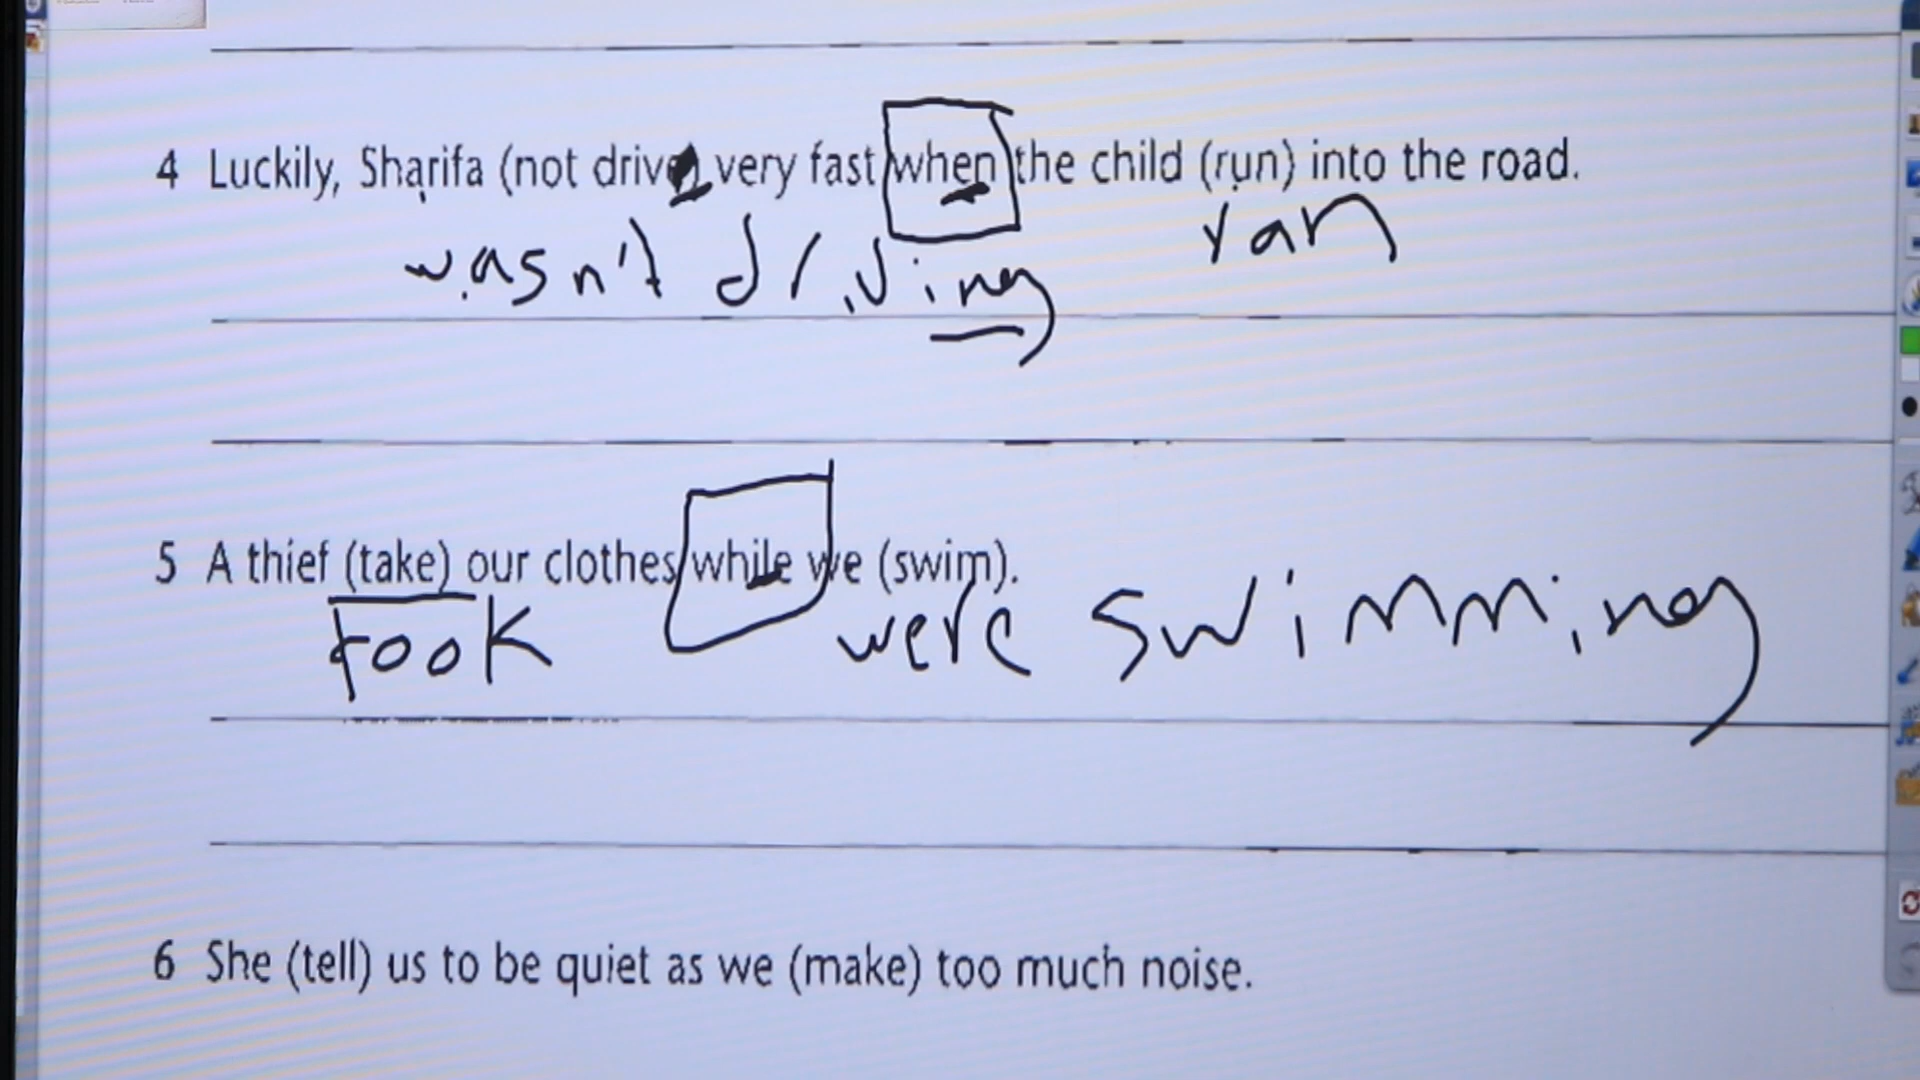 4 Luckily, Sharifa (not drive) very fast when the child (run) into the road.
wasn't driving ran
5 A thief (take) our clothes while we (swim).
took were swimming
6 She (tell) us to be quiet as we (make) too much noise.